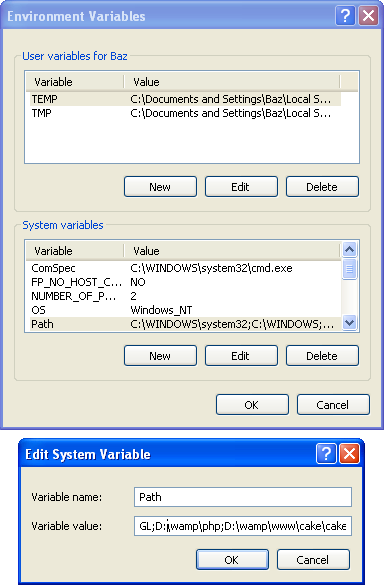 Environment Variables
User variables for Baz
Variable Value
TEMP C:\Documents and Settings\Baz\Local S...
TMP C:\Documents and Settings\Baz\Local S...
New Edit Delete
System variables
Variable Value
ComSpec C:\WINDOWS\system32\cmd.exe
FP_NO_HOST_C... NO
NUMBER_OF_P... 2
OS Windows_NT
Path C:\WINDOWS\system32;C:\WINDOWS;...
New Edit Delete
OK Cancel
Edit System Variable
Variable name: Path
Variable value: GL;D:\wamp\php;D:\wamp\www\cake\cake
OK Cancel